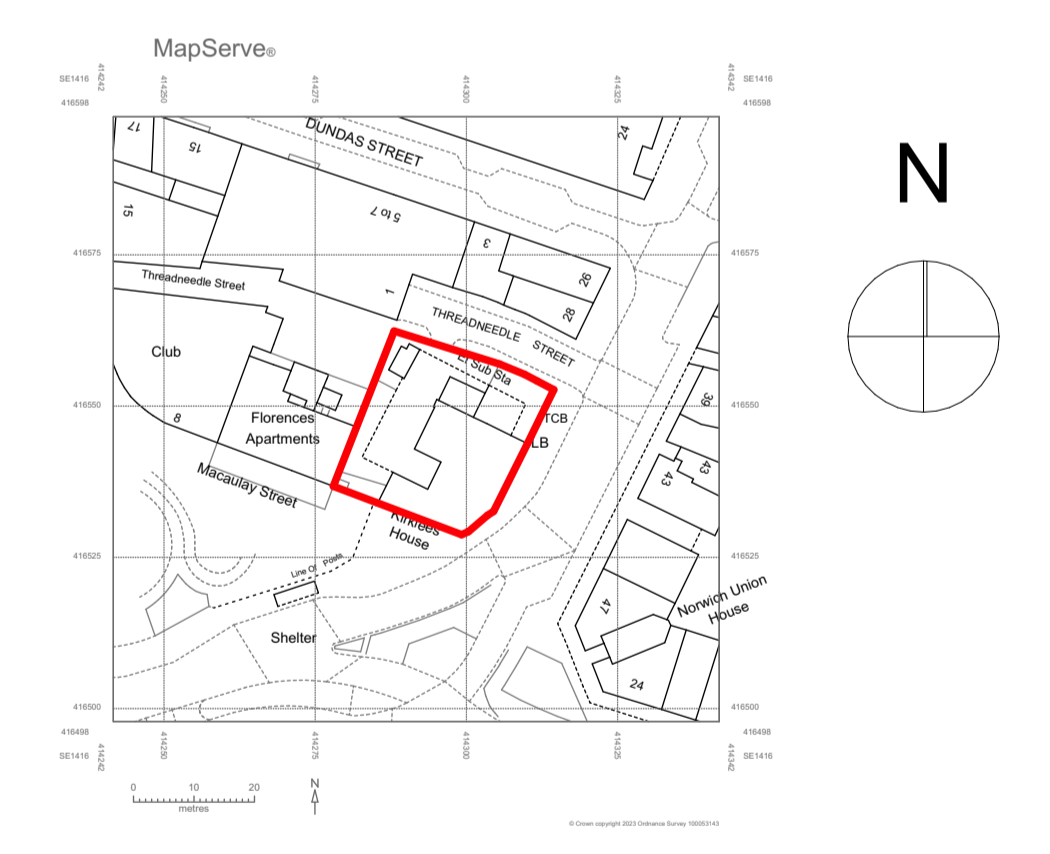 MapServe®
414242
414250
414275
414300
414325
414342
SE1416
416598
SE1416
416598
N
17
15
DUNDAS STREET
24
15
5 to 7
3
26
28
416575
416575
Threadneedle Street
1
THREADNEEDLE STREET
Club
El Sub Sta
8
Florences
Apartments
TCB
LB
39
43
43
416550
416550
Macaulay Street
Kirklees
House
416525
416525
Line Of Posts
Shelter
47
Norwich Union
House
24
416500
416500
416498
SE1416
416498
SE1416
414242
414250
414275
414300
414325
414342
0 10 20
metres
N
© Crown copyright 2023 Ordnance Survey 100053143